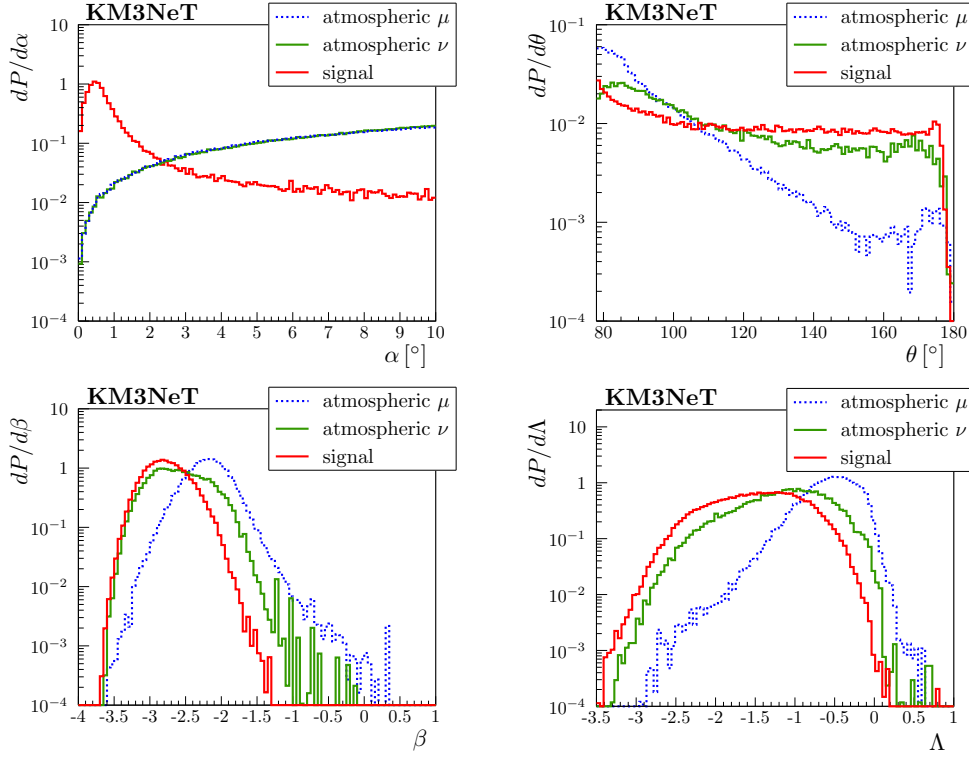 KM3NeT
atmospheric μ
atmospheric ν
signal
dP/dα
10
1
10⁻¹
10⁻²
10⁻³
10⁻⁴
0 1 2 3 4 5 6 7 8 9 10
α [°]
KM3NeT
atmospheric μ
atmospheric ν
signal
dP/dθ
10⁻¹
10⁻²
10⁻³
10⁻⁴
80 100 120 140 160 180
θ [°]
KM3NeT
atmospheric μ
atmospheric ν
signal
dP/dβ
10
1
10⁻¹
10⁻²
10⁻³
10⁻⁴
-4 -3.5 -3 -2.5 -2 -1.5 -1 -0.5 0 0.5 1
β
KM3NeT
atmospheric μ
atmospheric ν
signal
dP/dΛ
10
1
10⁻¹
10⁻²
10⁻³
10⁻⁴
-3.5 -3 -2.5 -2 -1.5 -1 -0.5 0 0.5 1
Λ